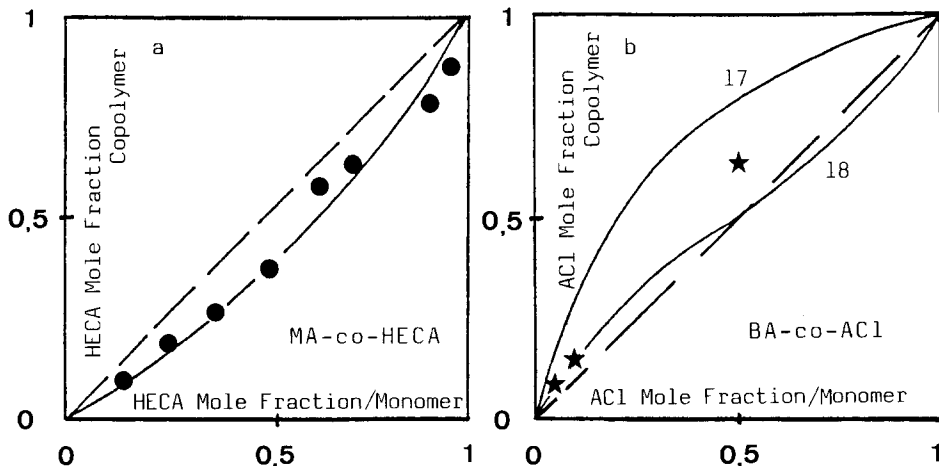 1
a
HECA Mole Fraction
Copolymer
0,5
MA-co-HECA
HECA Mole Fraction/Monomer
0
0
0,5
1
1
b
ACl Mole Fraction
Copolymer
17
18
0,5
BA-co-ACl
ACl Mole Fraction/Monomer
0
0
0,5
1